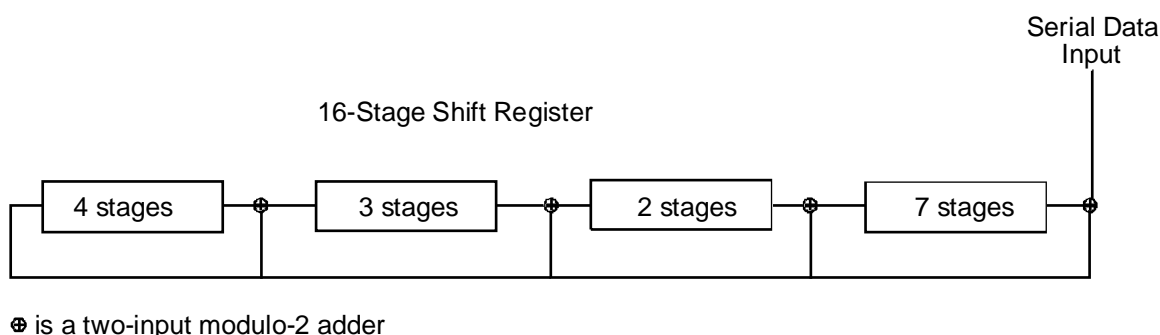 Serial Data
Input
16-Stage Shift Register
4 stages
3 stages
2 stages
7 stages
⊕ is a two-input modulo-2 adder